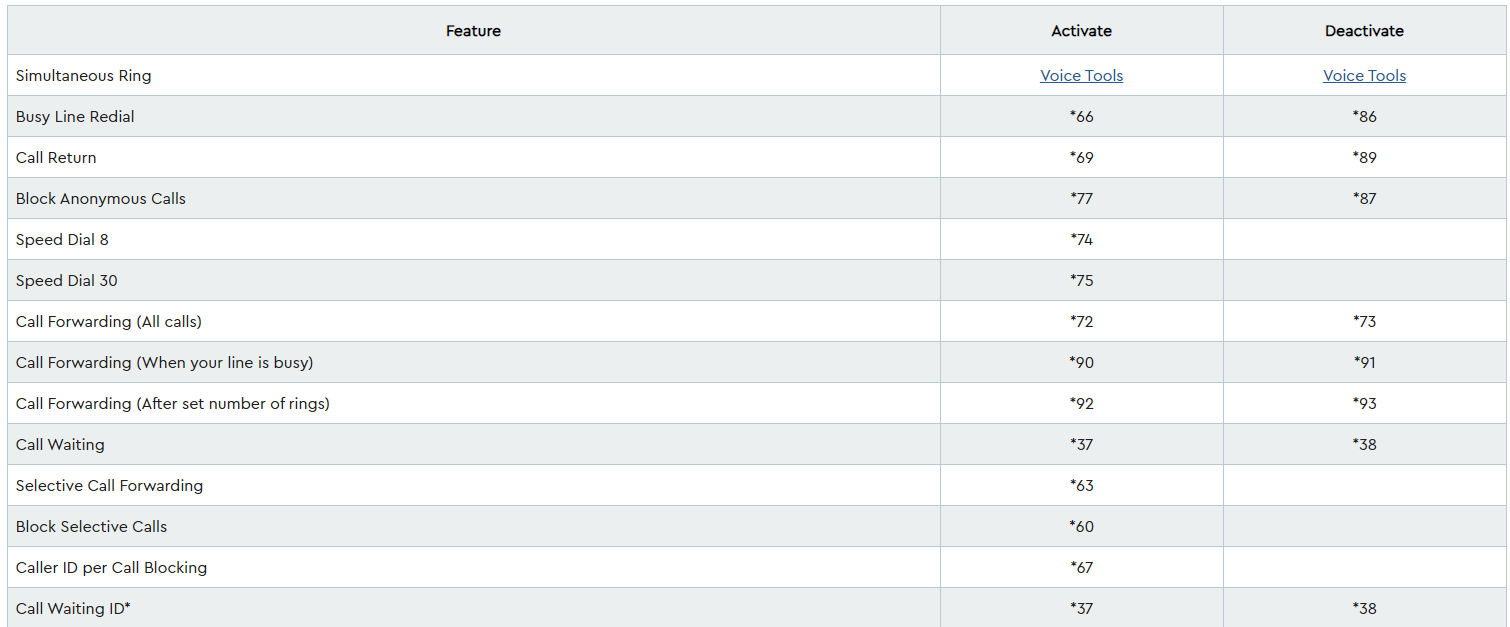 Feature Activate Deactivate
Simultaneous Ring Voice Tools Voice Tools
Busy Line Redial *66 *86
Call Return *69 *89
Block Anonymous Calls *77 *87
Speed Dial 8 *74
Speed Dial 30 *75
Call Forwarding (All calls) *72 *73
Call Forwarding (When your line is busy) *90 *91
Call Forwarding (After set number of rings) *92 *93
Call Waiting *37 *38
Selective Call Forwarding *63
Block Selective Calls *60
Caller ID per Call Blocking *67
Call Waiting ID* *37 *38